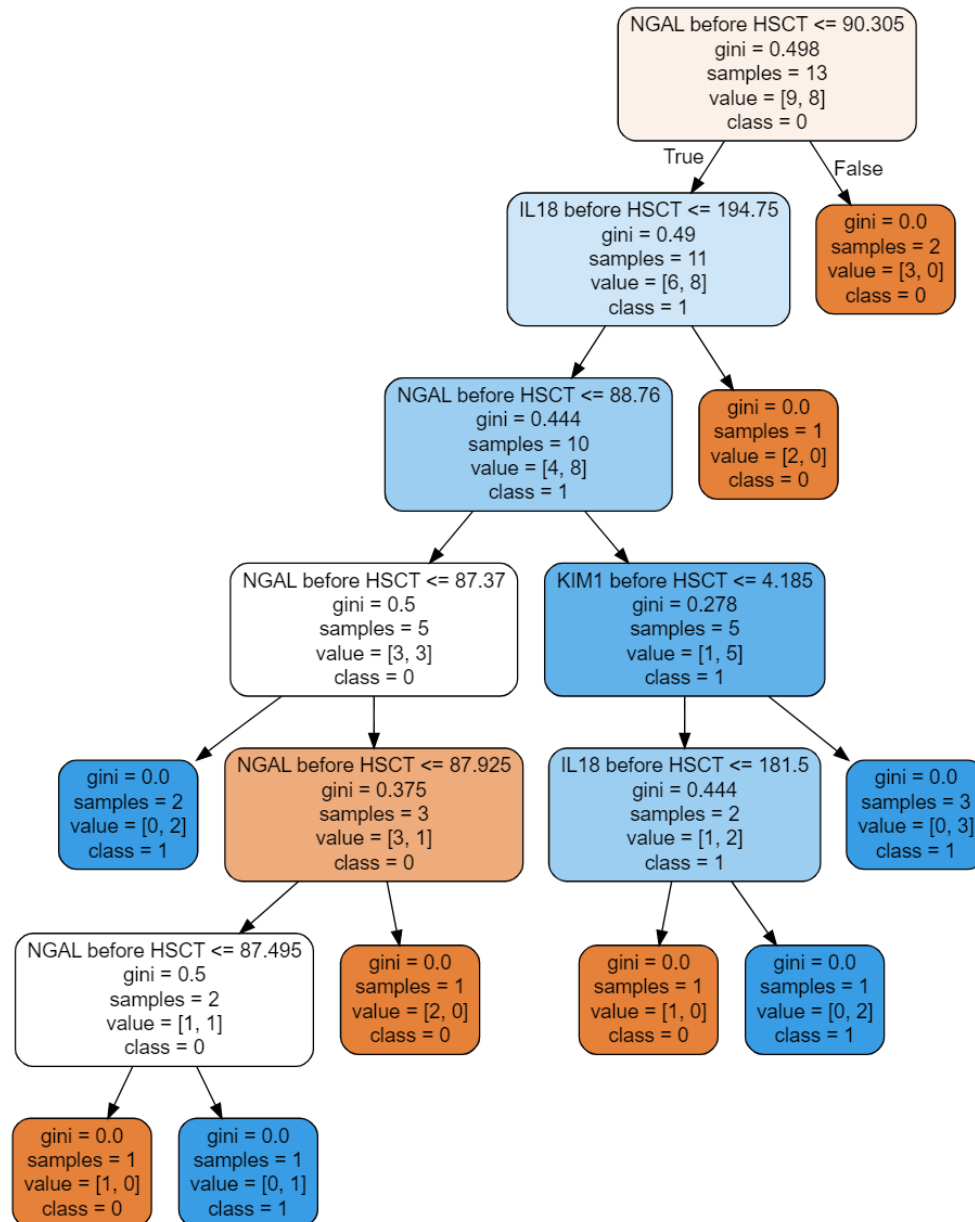 NGAL before HSCT <= 90.305
gini = 0.498
samples = 13
value = [9, 8]
class = 0
True
False
IL18 before HSCT <= 194.75
gini = 0.49
samples = 11
value = [6, 8]
class = 1
gini = 0.0
samples = 2
value = [3, 0]
class = 0
NGAL before HSCT <= 88.76
gini = 0.444
samples = 10
value = [4, 8]
class = 1
gini = 0.0
samples = 1
value = [2, 0]
class = 0
NGAL before HSCT <= 87.37
gini = 0.5
samples = 5
value = [3, 3]
class = 0
KIM1 before HSCT <= 4.185
gini = 0.278
samples = 5
value = [1, 5]
class = 1
gini = 0.0
samples = 2
value = [0, 2]
class = 1
NGAL before HSCT <= 87.925
gini = 0.375
samples = 3
value = [3, 1]
class = 0
IL18 before HSCT <= 181.5
gini = 0.444
samples = 2
value = [1, 2]
class = 1
gini = 0.0
samples = 3
value = [0, 3]
class = 1
NGAL before HSCT <= 87.495
gini = 0.5
samples = 2
value = [1, 1]
class = 0
gini = 0.0
samples = 1
value = [2, 0]
class = 0
gini = 0.0
samples = 1
value = [1, 0]
class = 0
gini = 0.0
samples = 1
value = [0, 2]
class = 1
gini = 0.0
samples = 1
value = [1, 0]
class = 0
gini = 0.0
samples = 1
value = [0, 1]
class = 1